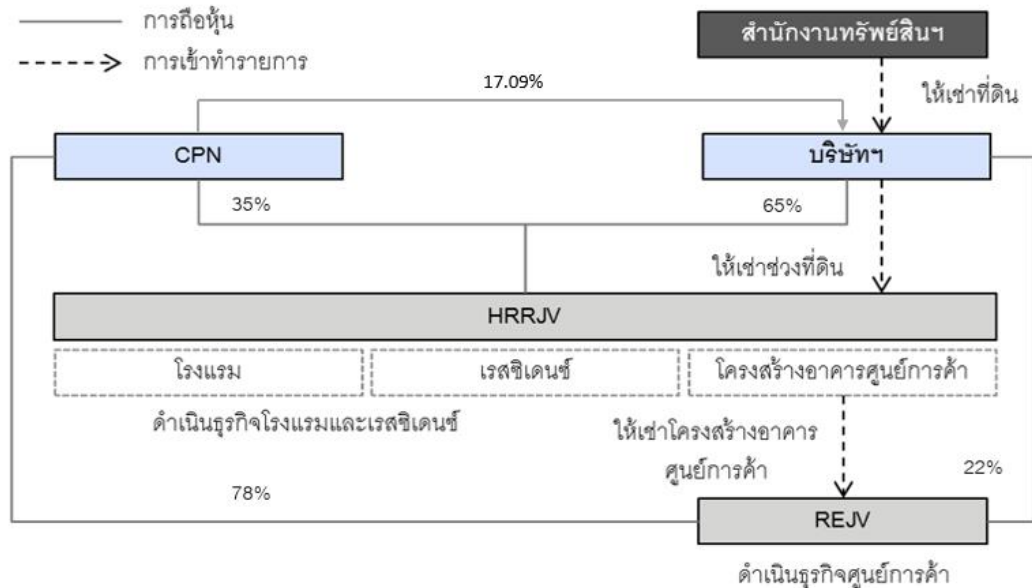 การถือหุ้น
การเข้าทำรายการ
สำนักงานทรัพย์สินฯ
17.09%
ให้เช่าที่ดิน
CPN
บริษัทฯ
35%
65%
ให้เช่าช่วงที่ดิน
HRRJV
โรงแรม
เรสซิเดนซ์
โครงสร้างอาคารศูนย์การค้า
ดำเนินธุรกิจโรงแรมและเรสซิเดนซ์
ให้เช่าโครงสร้างอาคาร
ศูนย์การค้า
22%
78%
REJV
ดำเนินธุรกิจศูนย์การค้า